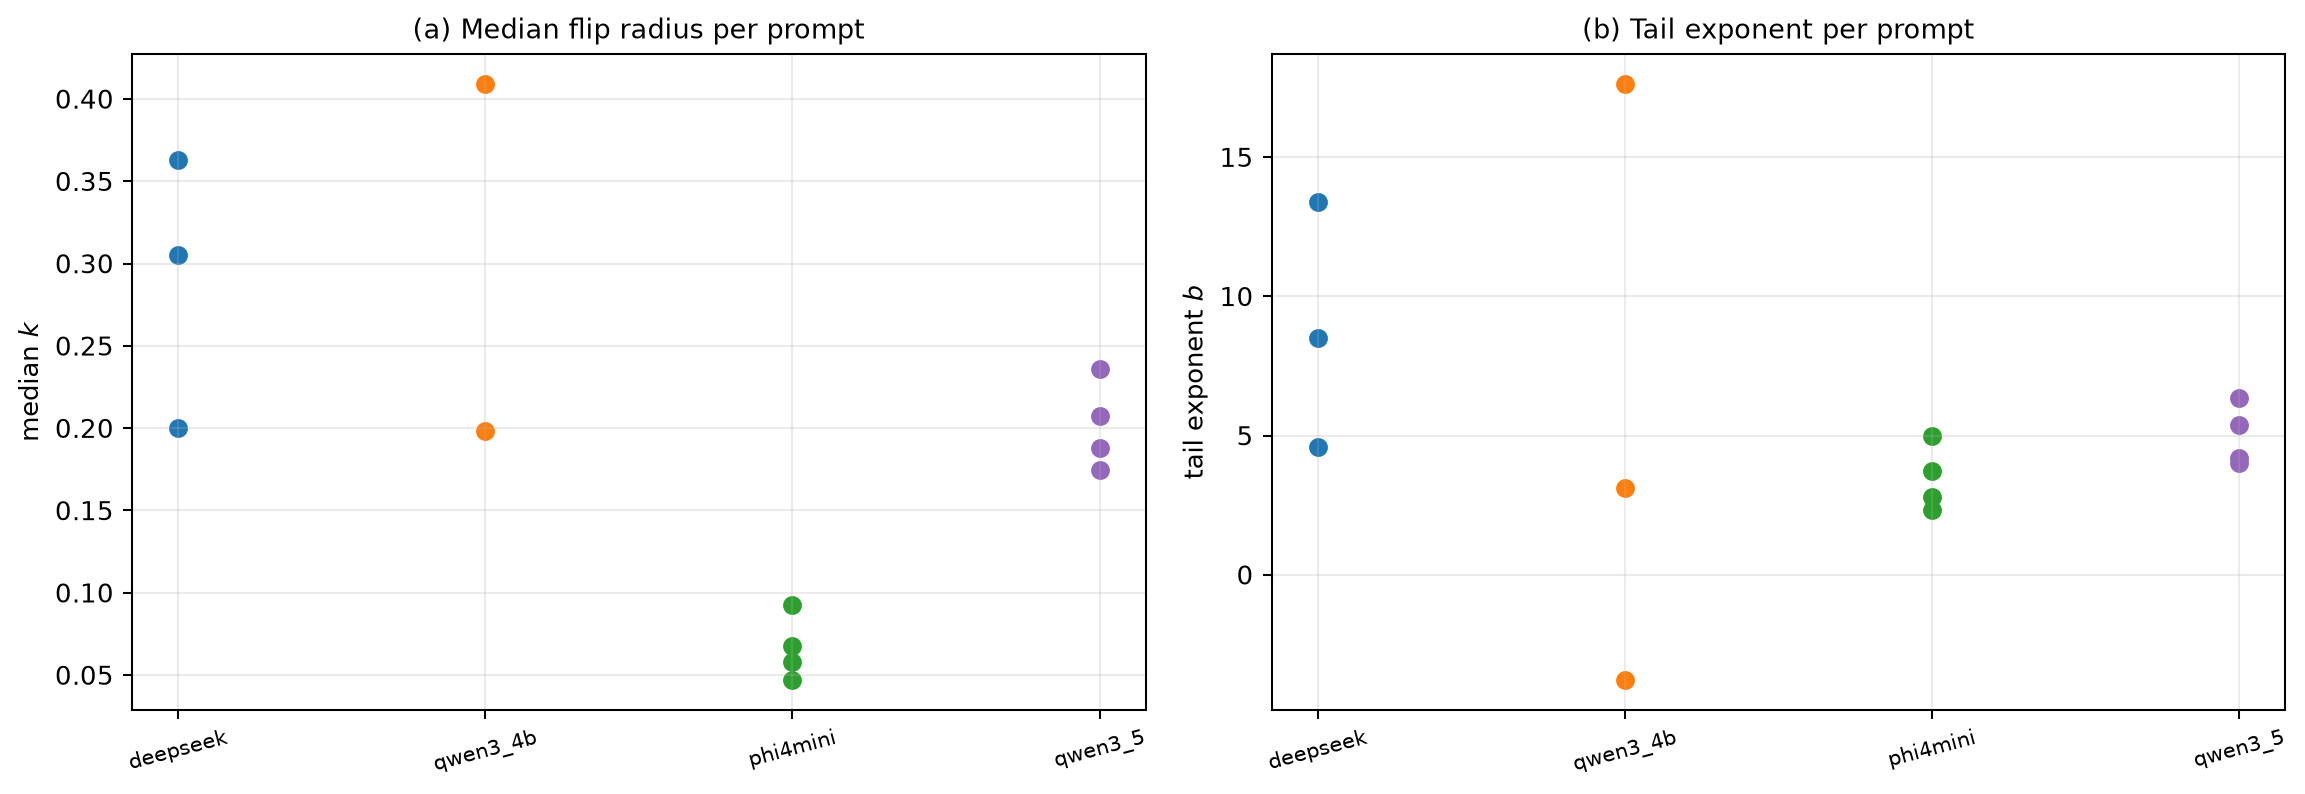 (a) Median flip radius per prompt
median k
0.40
0.35
0.30
0.25
0.20
0.15
0.10
0.05
deepseek
qwen3_4b
phi4mini
qwen3_5
(b) Tail exponent per prompt
tail exponent b
15
10
5
0
deepseek
qwen3_4b
phi4mini
qwen3_5